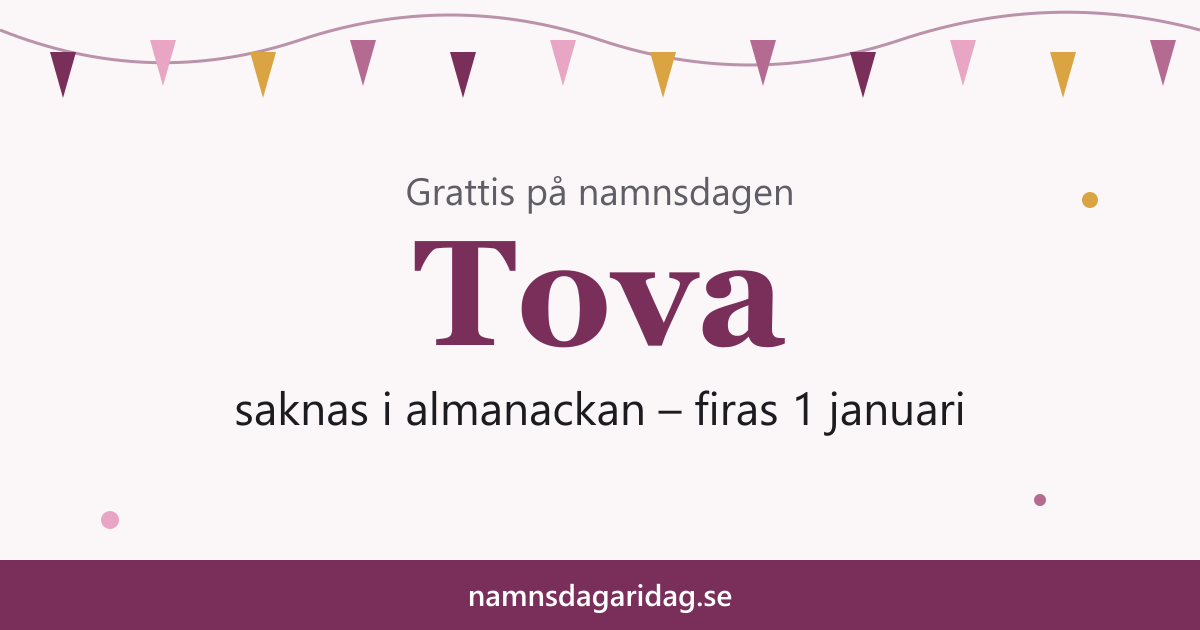 Grattis på namnsdagen
Tova
saknas i almanackan – firas 1 januari
namnsdagaridag.se